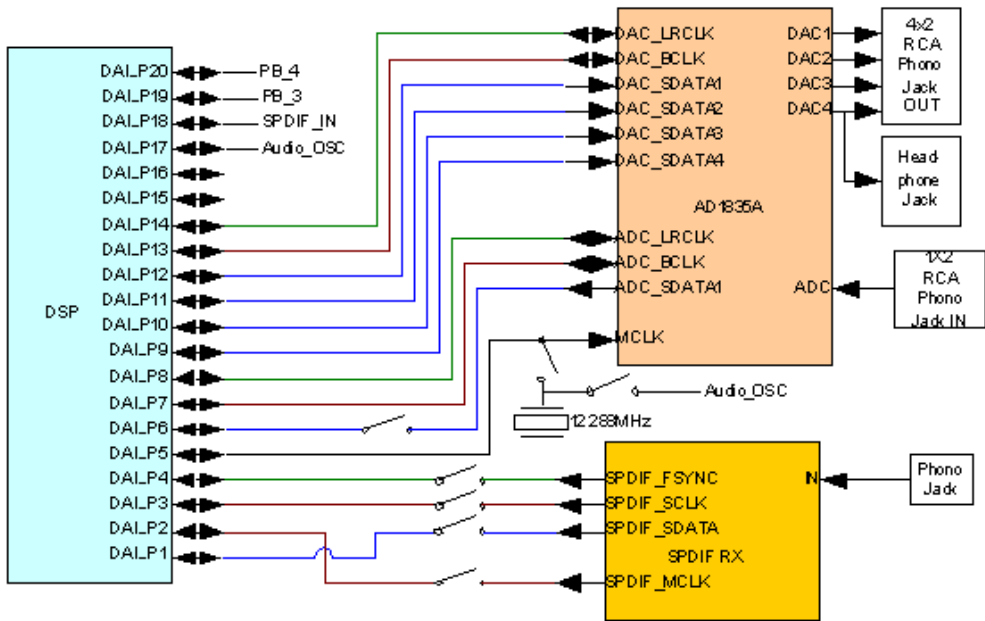 DSP
DAI_P20
DAI_P19
DAI_P18
DAI_P17
DAI_P16
DAI_P15
DAI_P14
DAI_P13
DAI_P12
DAI_P11
DAI_P10
DAI_P9
DAI_P8
DAI_P7
DAI_P6
DAI_P5
DAI_P4
DAI_P3
DAI_P2
DAI_P1
PB_4
PB_3
SPDIF_IN
Audio_OSC
DAC_LRCLK
DAC_BCLK
DAC_SDATA1
DAC_SDATA2
DAC_SDATA3
DAC_SDATA4
AD1835A
ADC_LRCLK
ADC_BCLK
ADC_SDATA1
MCLK
DAC1
DAC2
DAC3
DAC4
ADC
4x2
RCA
Phono
Jack
OUT
Head
phone
Jack
1X2
RCA
Phono
Jack IN
Audio_OSC
12.288MHz
SPDIF_FSYNC
SPDIF_SCLK
SPDIF_SDATA
SPDIF RX
SPDIF_MCLK
IN
Phono
Jack